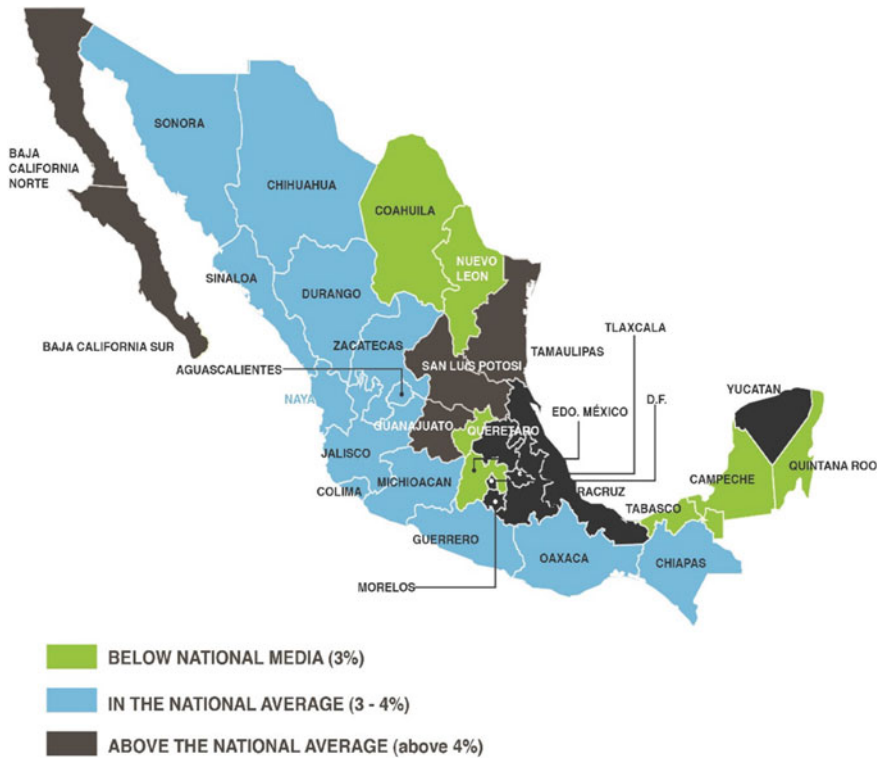 SONORA
BAJA
CALIFORNIA
NORTE
CHIHUAHUA
COAHUILA
NUEVO
LEON
SINALOA
DURANGO
TLAXCALA
BAJA CALIFORNIA SUR
ZACATECAS
TAMAULIPAS
SAN LUIS POTOSI
AGUASCALIENTES
D.F.
YUCATAN
NAYA
EDO. MÉXICO
GUANAJUATO
QUERETARO
JALISCO
QUINTANA ROO
MICHIOACAN
CAMPECHE
COLIMA
RACRUZ
TABASCO
GUERRERO
OAXACA
CHIAPAS
MORELOS
BELOW NATIONAL MEDIA (3%)
IN THE NATIONAL AVERAGE (3 - 4%)
ABOVE THE NATIONAL AVERAGE (above 4%)